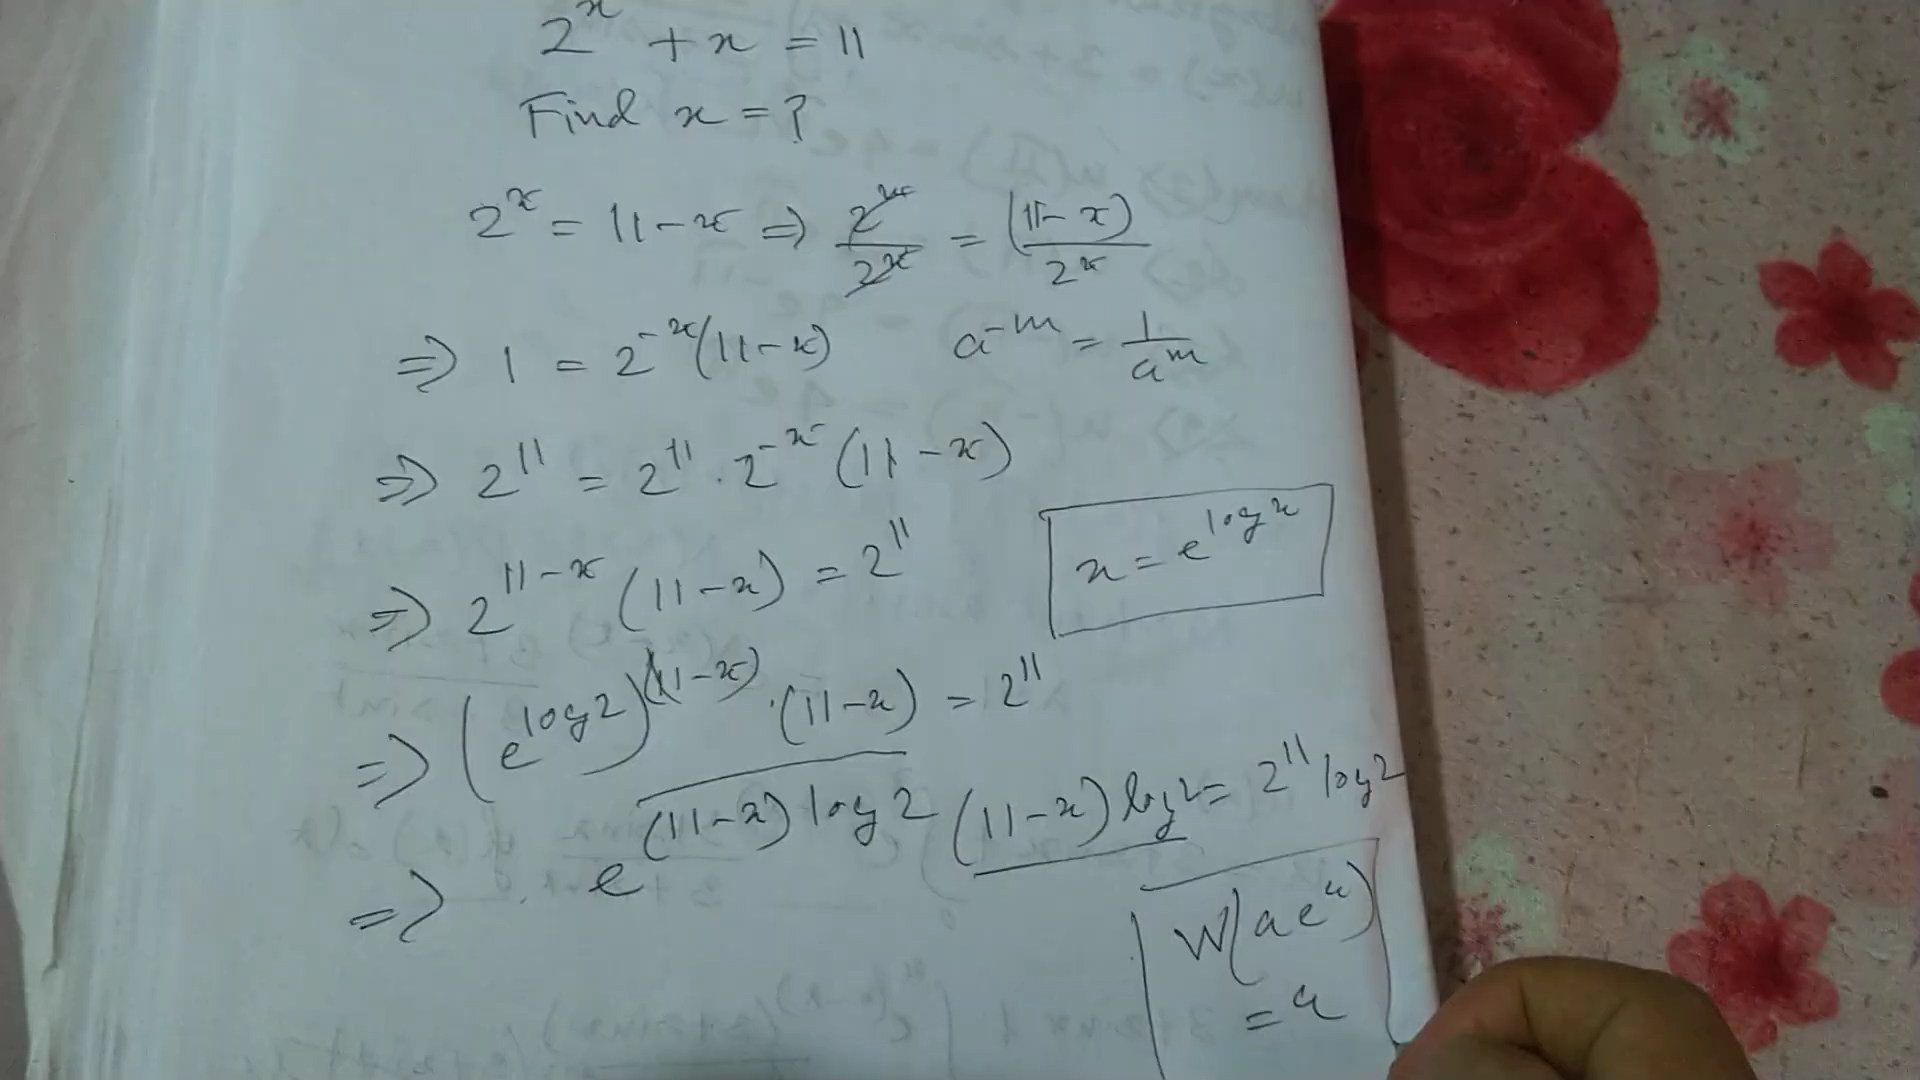 2^x + x = 11
Find x = ?
2^x = 11 - x => 2^x/2^x = (11 - x)/2^x
=> 1 = 2^-x (11 - x) a^-m = 1/a^m
=> 2^11 = 2^11 . 2^-x (11 - x)
=> 2^11-x (11 - x) = 2^11
x = e^log x
=> (e^log 2)^(11-x) . (11 - x) = 2^11
=> e^(11-x) log 2 (11 - x) log 2 = 2^11 log 2
W(a e^a)
= a